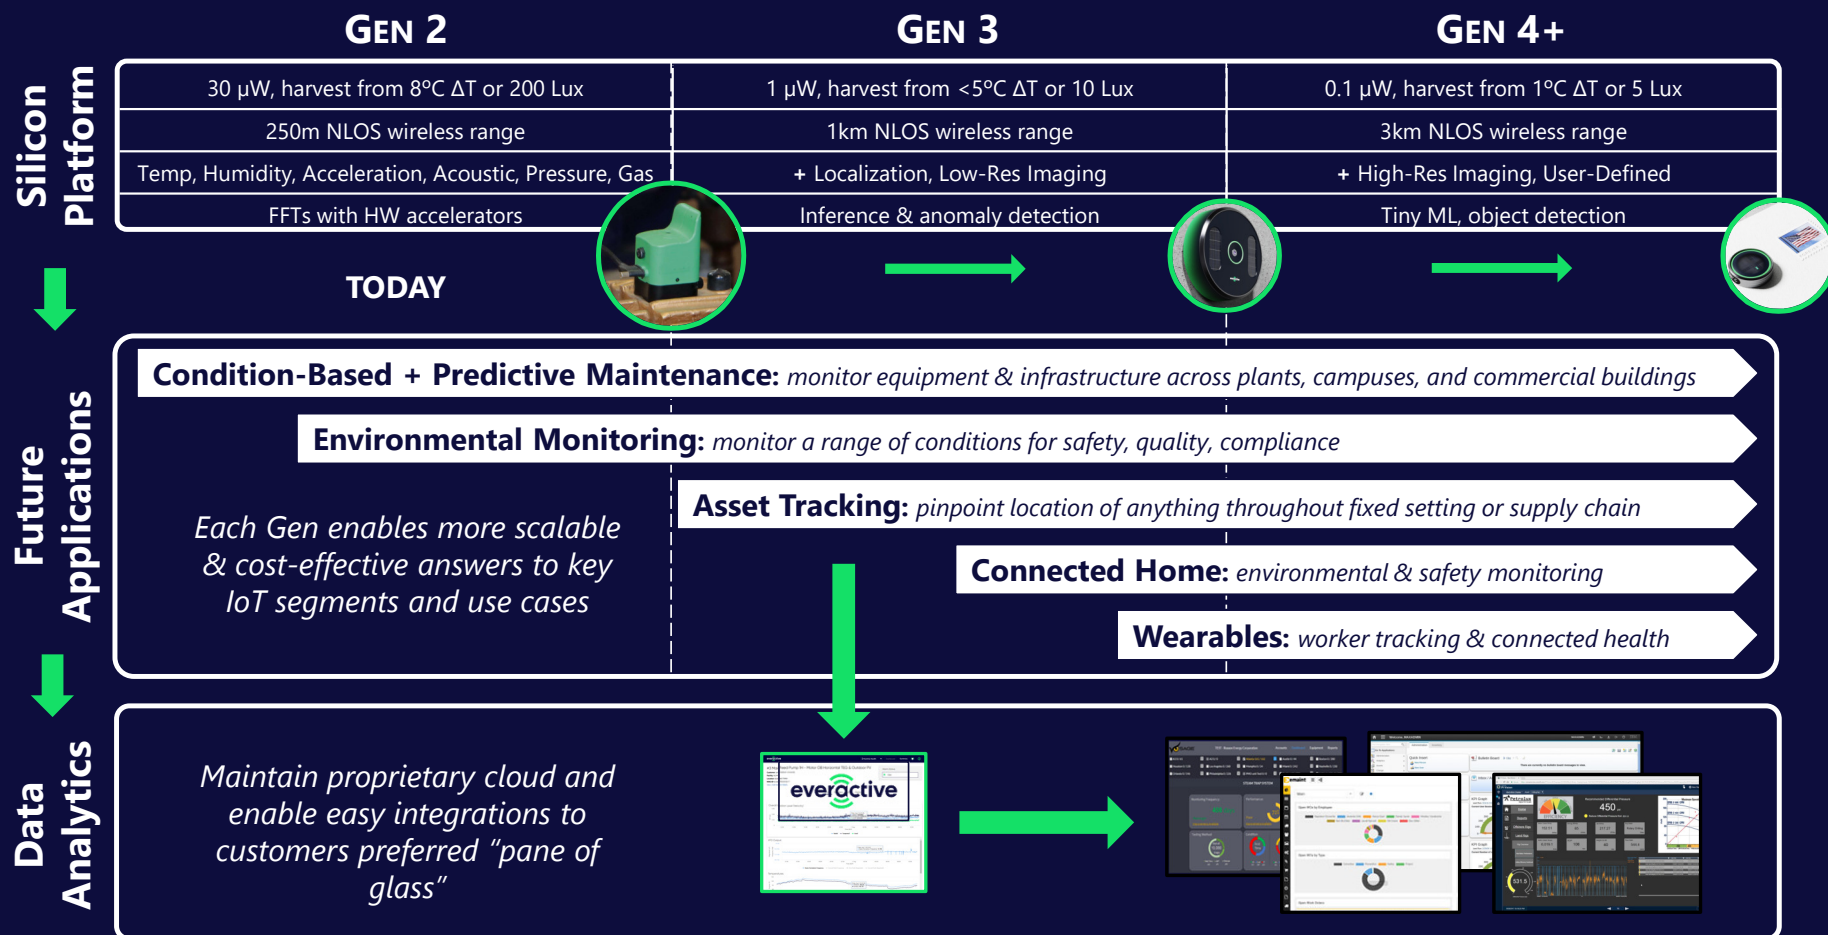 GEN 2
GEN 3
GEN 4+
Silicon
Platform
30 µW, harvest from 8ºC ΔT or 200 Lux
1 µW, harvest from <5ºC ΔT or 10 Lux
0.1 µW, harvest from 1ºC ΔT or 5 Lux
250m NLOS wireless range
1km NLOS wireless range
3km NLOS wireless range
Temp, Humidity, Acceleration, Acoustic, Pressure, Gas
+ Localization, Low-Res Imaging
+ High-Res Imaging, User-Defined
FFTs with HW accelerators
Inference & anomaly detection
Tiny ML, object detection
TODAY
Future
Applications
Condition-Based + Predictive Maintenance: monitor equipment & infrastructure across plants, campuses, and commercial buildings
Environmental Monitoring: monitor a range of conditions for safety, quality, compliance
Asset Tracking: pinpoint location of anything throughout fixed setting or supply chain
Connected Home: environmental & safety monitoring
Wearables: worker tracking & connected health
Each Gen enables more scalable
& cost-effective answers to key
IoT segments and use cases
Data
Analytics
Maintain proprietary cloud and
enable easy integrations to
customers preferred “pane of
glass”
everactive
450
531.5